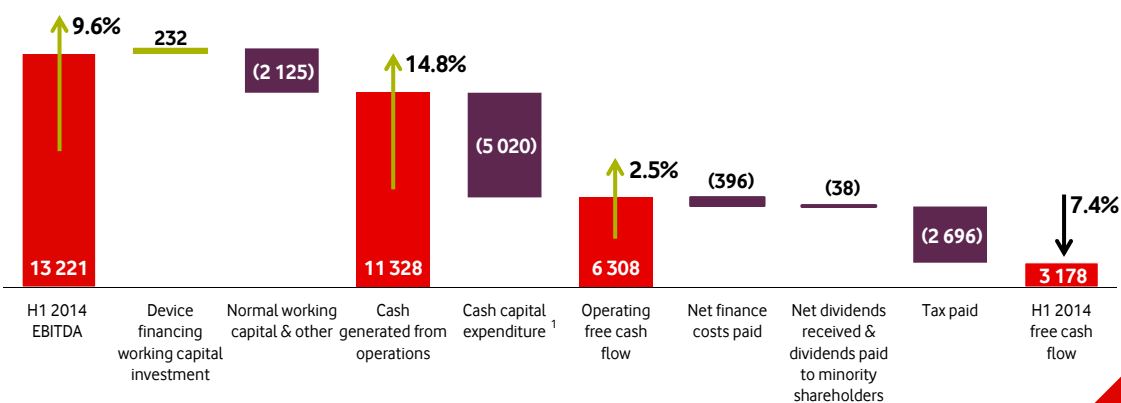 9.6%
232
(2 125)
14.8%
(5 020)
2.5%
(396)
(38)
(2 696)
7.4%
13 221
11 328
6 308
3 178
H1 2014
EBITDA
Device
financing
working capital
investment
Normal working
capital & other
Cash
generated from
operations
Cash capital
expenditure 1
Operating
free cash
flow
Net finance
costs paid
Net dividends
received &
dividends paid
to minority
shareholders
Tax paid
H1 2014
free cash
flow